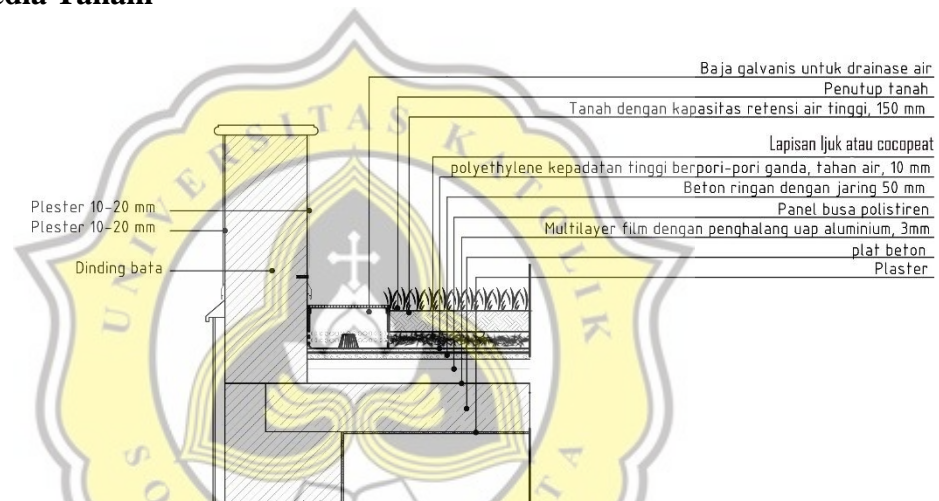 Baja galvanis untuk drainase air
Penutup tanah
Tanah dengan kapasitas retensi air tinggi, 150 mm
Lapisan Ijuk atau cocopeat
polyethylene kepadatan tinggi berpori-pori ganda, tahan air, 10 mm
Beton ringan dengan jaring 50 mm
Panel busa polistiren
Multilayer film dengan penghalang uap aluminium, 3mm
plat beton
Plaster
Plester 10-20 mm
Plester 10-20 mm
Dinding bata
UNIVERSITAS KATOLIK